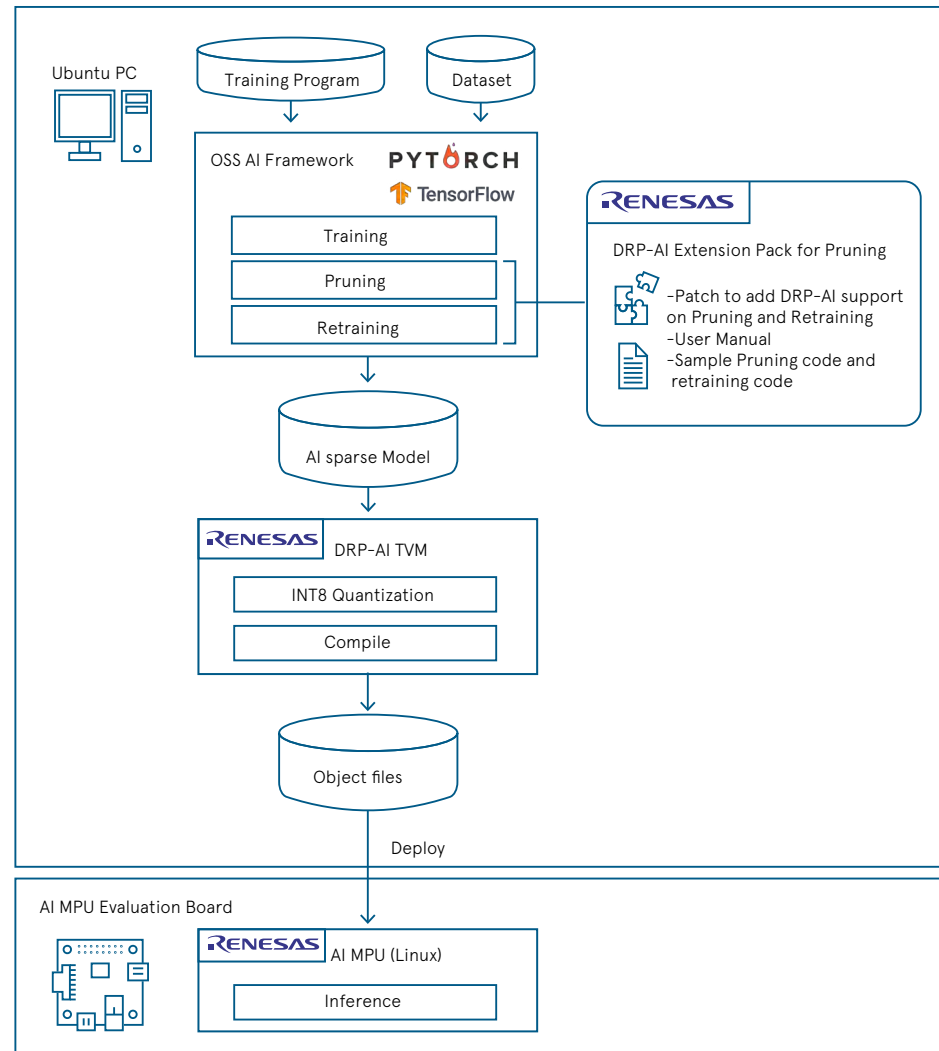 Ubuntu PC
Training Program
Dataset
OSS AI Framework
PYTORCH
TensorFlow
Training
Pruning
Retraining
RENESAS
DRP-AI Extension Pack for Pruning
-Patch to add DRP-AI support
on Pruning and Retraining
-User Manual
-Sample Pruning code and
retraining code
AI sparse Model
RENESAS
DRP-AI TVM
INT8 Quantization
Compile
Object files
Deploy
AI MPU Evaluation Board
RENESAS
AI MPU (Linux)
Inference